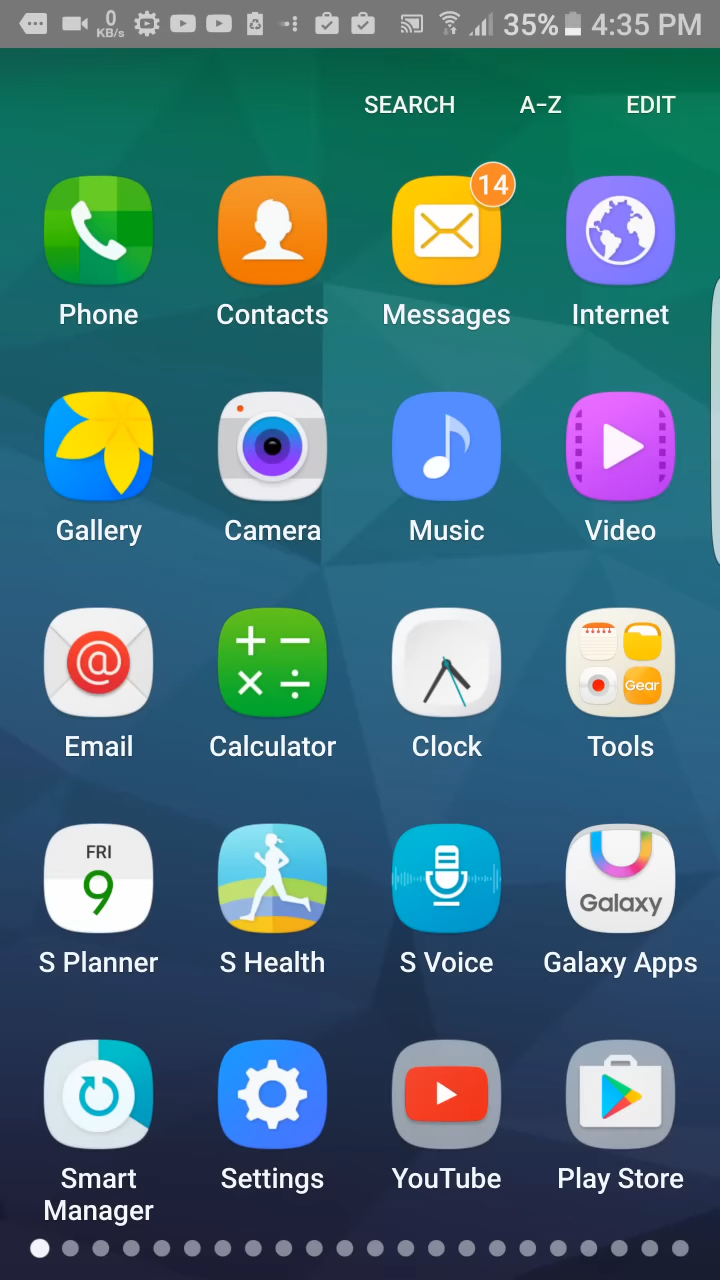 0 KB/s 35% 4:35 PM
SEARCH A-Z EDIT
14
Phone Contacts Messages Internet
Gallery Camera Music Video
@ Gear
Email Calculator Clock Tools
FRI
9
Galaxy
S Planner S Health S Voice Galaxy Apps
Smart Manager Settings YouTube Play Store